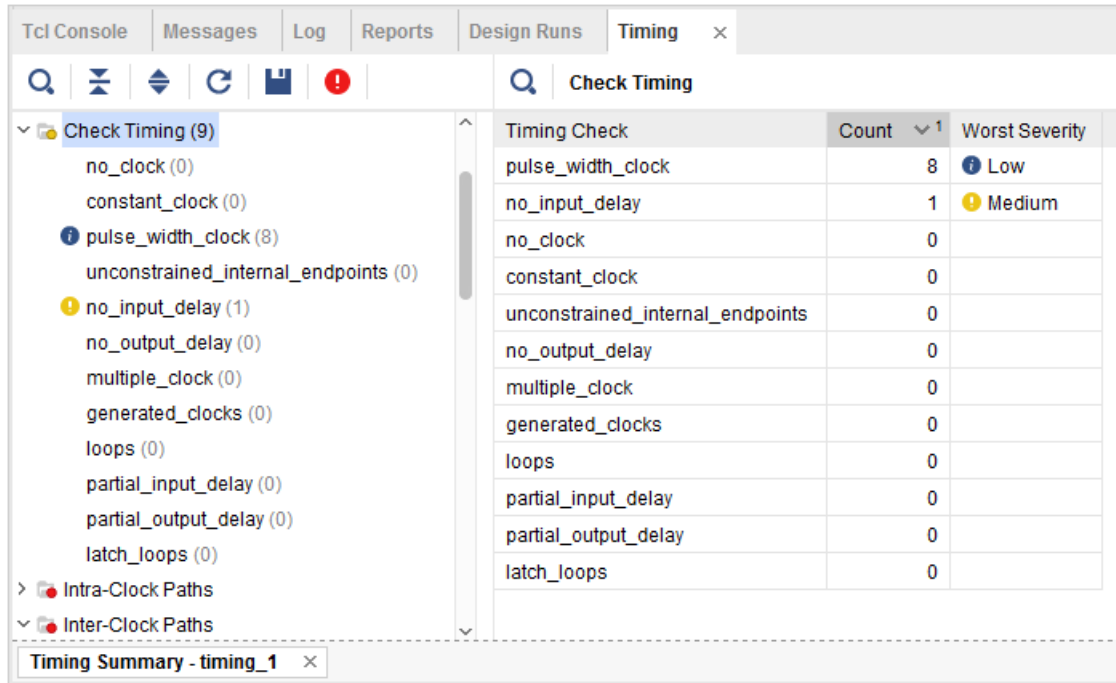 Tcl Console Messages Log Reports Design Runs Timing ×
Check Timing
Check Timing (9)
no_clock (0)
constant_clock (0)
pulse_width_clock (8)
unconstrained_internal_endpoints (0)
no_input_delay (1)
no_output_delay (0)
multiple_clock (0)
generated_clocks (0)
loops (0)
partial_input_delay (0)
partial_output_delay (0)
latch_loops (0)
Intra-Clock Paths
Inter-Clock Paths
Timing Check Count 1 Worst Severity
pulse_width_clock 8 Low
no_input_delay 1 Medium
no_clock 0
constant_clock 0
unconstrained_internal_endpoints 0
no_output_delay 0
multiple_clock 0
generated_clocks 0
loops 0
partial_input_delay 0
partial_output_delay 0
latch_loops 0
Timing Summary - timing_1 ×